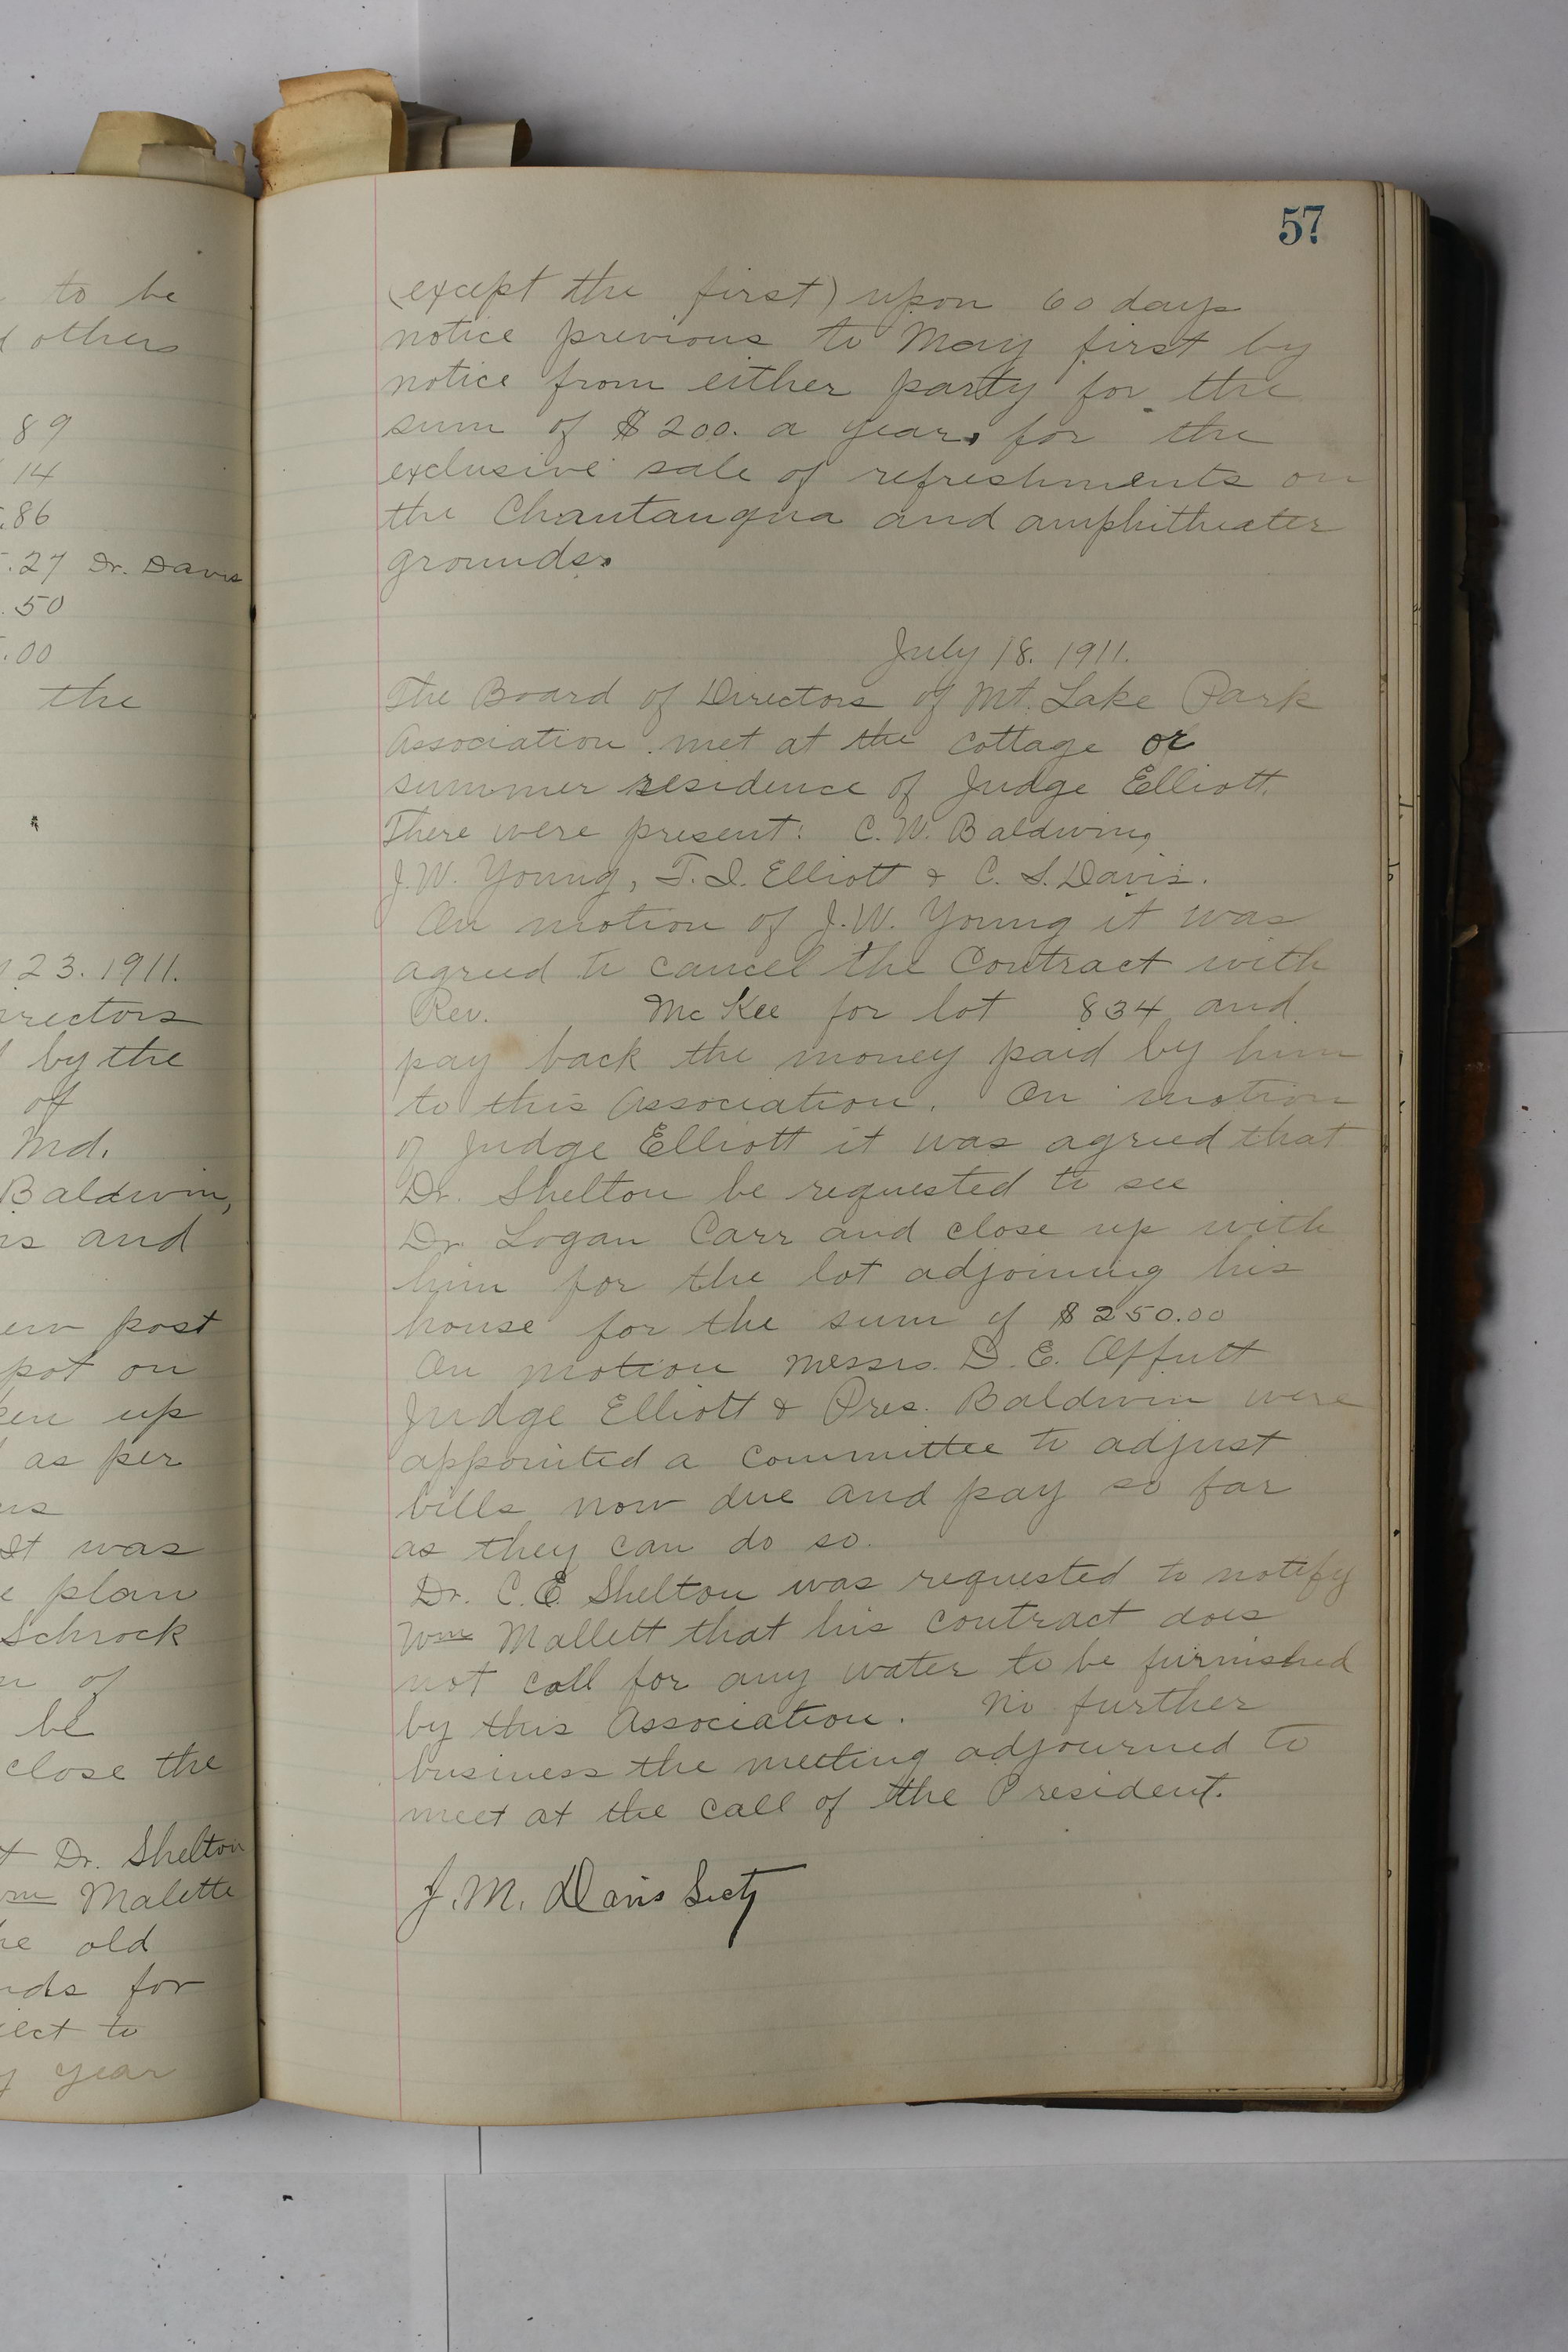 to be
others
89
14
.86
.27 Dr. Davis
.50
.00
the
23. 1911.
rectors
by the
of
Md.
Baldwin,
is and
ew post
pot on
ken up
as per
us
It was
e plan
Schrock
of
be
close the
t Dr. Shelton
Malette
he old
nds for
ject to
year
57
(except the first) upon 60 days
notice previous to May first by
notice from either party for the
sum of $200. a year, for the
exclusive sale of refreshments on
the Chautauqua and amphitheater
grounds.
July 18. 1911.
The Board of Directors of Mt. Lake Park
Association met at the cottage or
summer residence of Judge Elliott.
There were present: C. W. Baldwing
J. W. Young, T. I. Elliott & C. S. Davis.
On motion of J. W. Young it was
agreed to cancel the Contract with
Rev. McKee for lot 834 and
pay back the money paid by him
to this Association. On motion
of Judge Elliott it was agreed that
Dr. Shelton be requested to see
Dr. Logan Carr and close up with
him for the lot adjoining his
house for the sum of $250.00
On motion Messrs. D. E. Offutt
Judge Elliott & Pres. Baldwin were
appointed a Committee to adjust
bills now due and pay so far
as they can do so.
Dr. C. E. Shelton was requested to notify
Wm Mallett that his contract does
not call for any water to be furnished
by this Association. No further
business the meeting adjourned to
meet at the call of the President.
J. M. Davis Secty